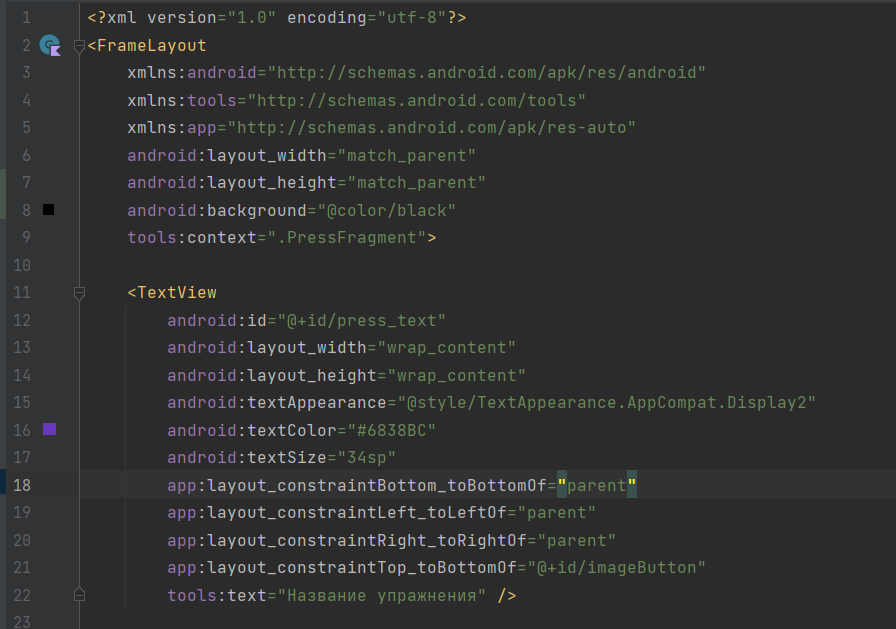 1 <?xml version="1.0" encoding="utf-8"?>
2 <FrameLayout
3 xmlns:android="http://schemas.android.com/apk/res/android"
4 xmlns:tools="http://schemas.android.com/tools"
5 xmlns:app="http://schemas.android.com/apk/res-auto"
6 android:layout_width="match_parent"
7 android:layout_height="match_parent"
8 android:background="@color/black"
9 tools:context=".PressFragment">
10
11 <TextView
12 android:id="@+id/press_text"
13 android:layout_width="wrap_content"
14 android:layout_height="wrap_content"
15 android:textAppearance="@style/TextAppearance.AppCompat.Display2"
16 android:textColor="#6838BC"
17 android:textSize="34sp"
18 app:layout_constraintBottom_toBottomOf="parent"
19 app:layout_constraintLeft_toLeftOf="parent"
20 app:layout_constraintRight_toRightOf="parent"
21 app:layout_constraintTop_toBottomOf="@+id/imageButton"
22 tools:text="Название упражнения" />
23